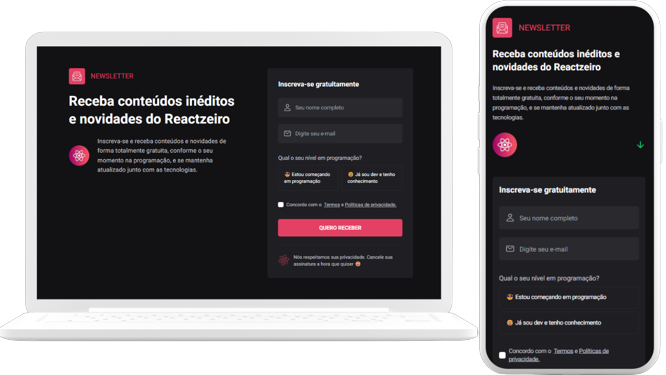 NEWSLETTER
Receba conteúdos inéditos
e novidades do Reactzeiro
Inscreva-se e receba conteúdos e novidades de
forma totalmente gratuita, conforme o seu
momento na programação, e se mantenha
atualizado junto com as tecnologias.
Inscreva-se gratuitamente
Seu nome completo
Digite seu e-mail
Qual o seu nível em programação?
Estou começando
em programação
Já sou dev e tenho
conhecimento
Concordo com o Termos e Políticas de privacidade.
QUERO RECEBER
Nós respeitamos sua privacidade. Cancele sua
assinatura a hora que quiser
NEWSLETTER
Receba conteúdos inéditos e
novidades do Reactzeiro
Inscreva-se e receba conteúdos e novidades de forma
totalmente gratuita, conforme o seu momento na
programação, e se mantenha atualizado junto com as
tecnologias.
Inscreva-se gratuitamente
Seu nome completo
Digite seu e-mail
Qual o seu nível em programação?
Estou começando em programação
Já sou dev e tenho conhecimento
Concordo com o Termos e Políticas de
privacidade.